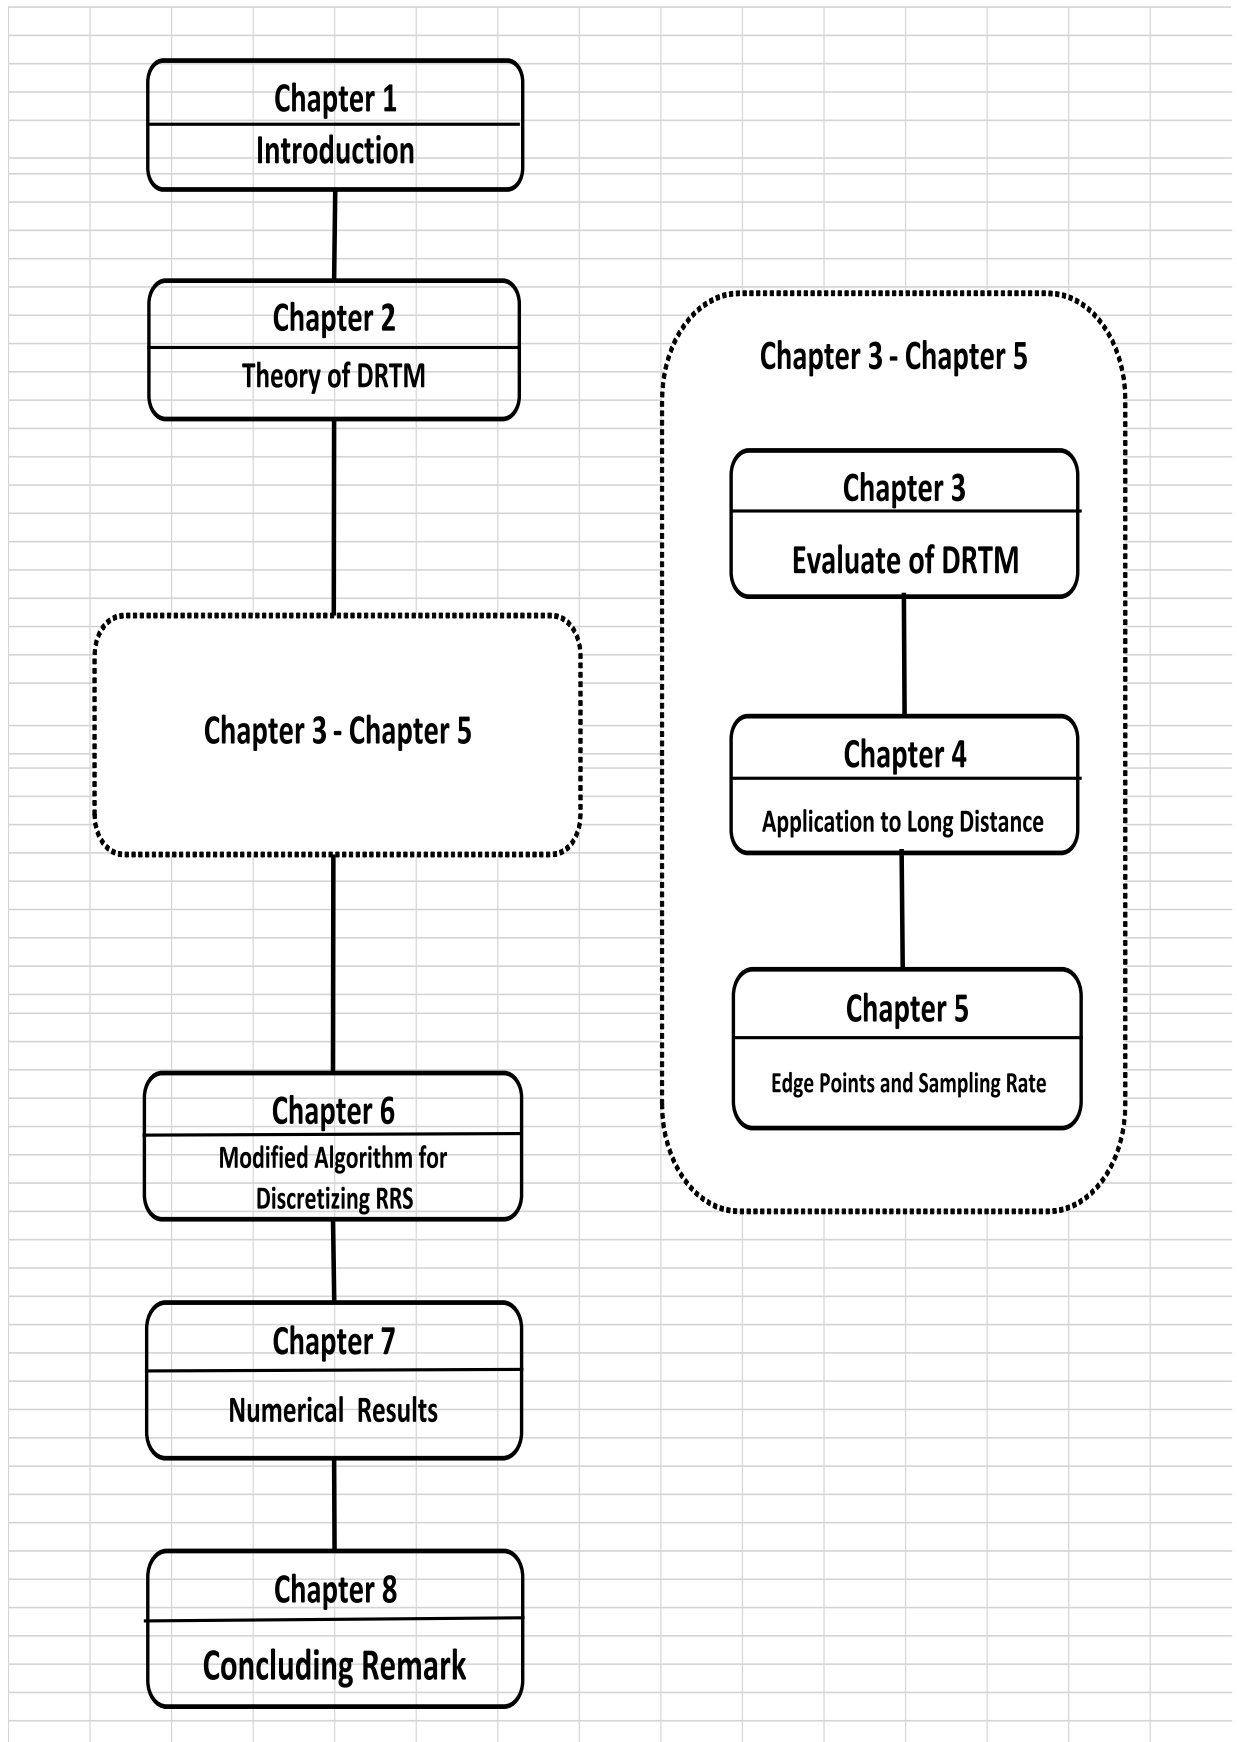 Chapter 1
Introduction
Chapter 2
Theory of DRTM
Chapter 3 - Chapter 5
Chapter 6
Modified Algorithm for
Discretizing RRS
Chapter 7
Numerical Results
Chapter 8
Concluding Remark
Chapter 3 - Chapter 5
Chapter 3
Evaluate of DRTM
Chapter 4
Application to Long Distance
Chapter 5
Edge Points and Sampling Rate